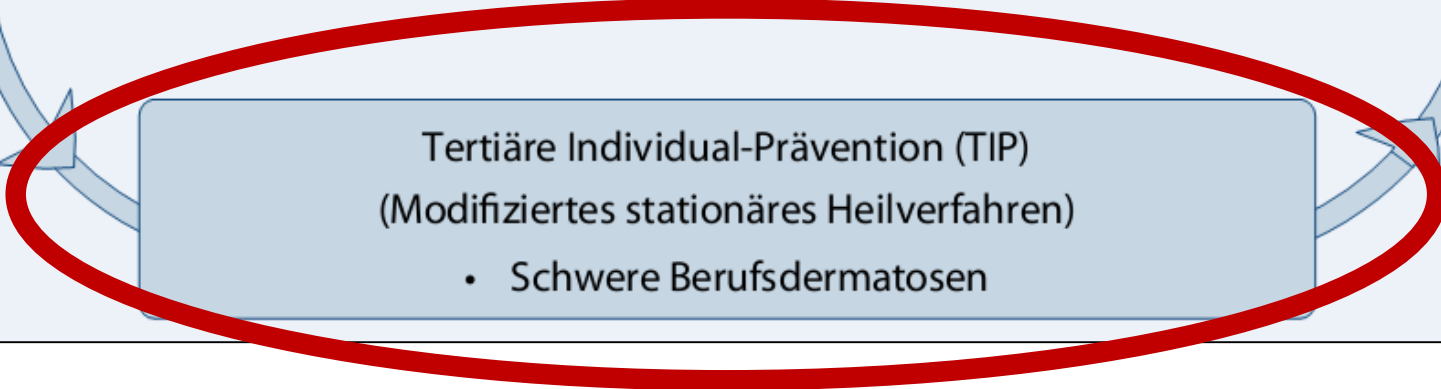 Tertiäre Individual-Prävention (TIP)
(Modifiziertes stationäres Heilverfahren)
• Schwere Berufsdermatosen